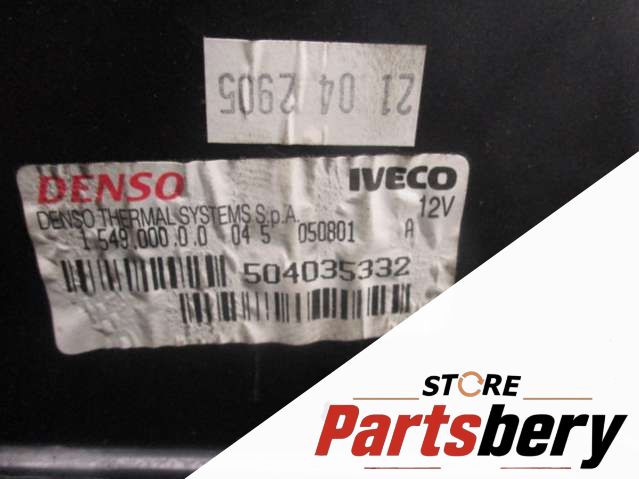 21 04 2905
DENSO IVECO
DENSO THERMAL SYSTEMS S.p.A. 12V
1.549.000.0.0 04 5 050801 A
504035332
STORE
Partsbery